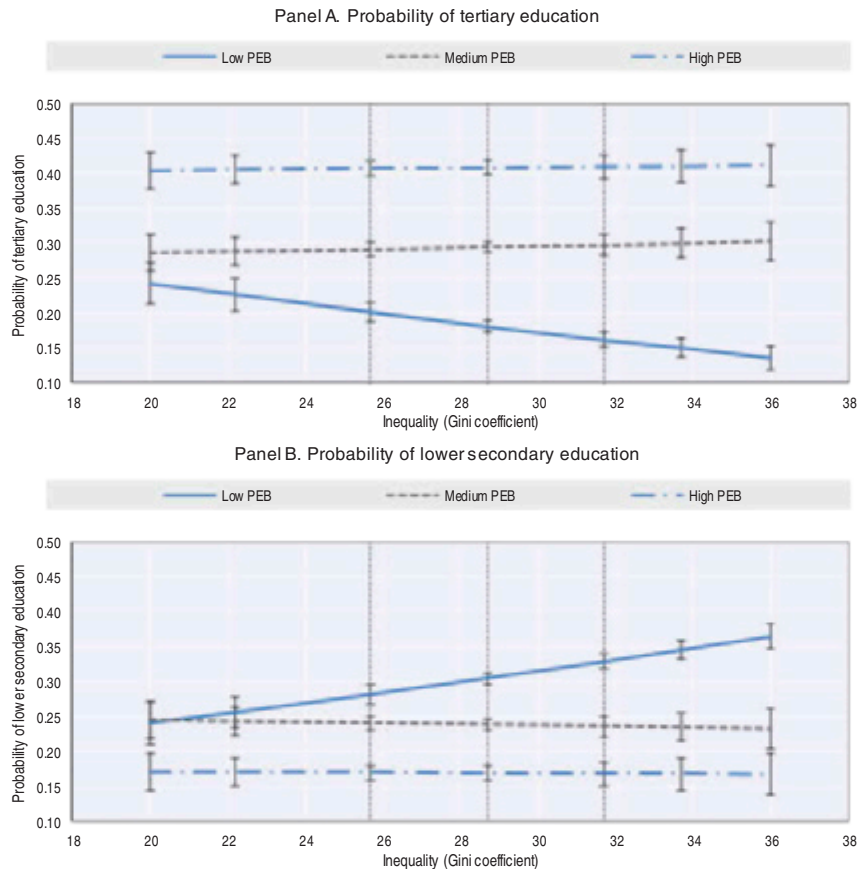 Panel A. Probability of tertiary education
Low PEB Medium PEB High PEB
Probability of tertiary education
0.50
0.45
0.40
0.35
0.30
0.25
0.20
0.15
0.10
18 20 22 24 26 28 30 32 34 36 38
Inequality (Gini coefficient)
Panel B. Probability of lower secondary education
Low PEB Medium PEB High PEB
Probability of lower secondary education
0.50
0.45
0.40
0.35
0.30
0.25
0.20
0.15
0.10
18 20 22 24 26 28 30 32 34 36 38
Inequality (Gini coefficient)